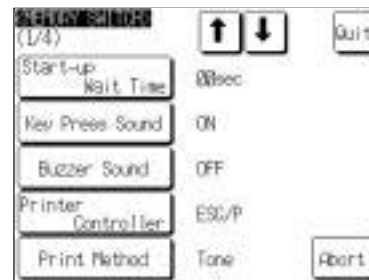 <MEMORY SWITCH>
(1/4)
↑ ↓
Quit
Start-up
Wait Time
00sec
Key Press Sound
ON
Buzzer Sound
OFF
Printer
Controller
ESC/P
Print Method
Tone
Abort